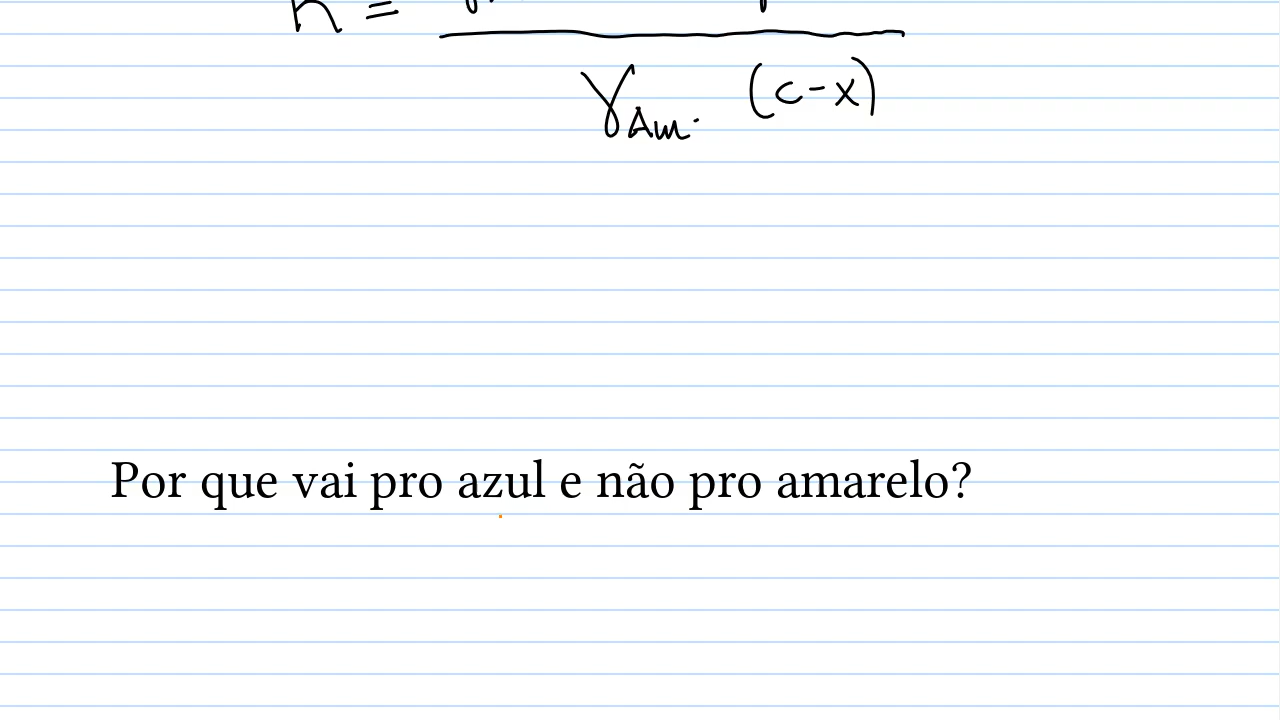 =
γAm. (c-x)
Por que vai pro azul e não pro amarelo?